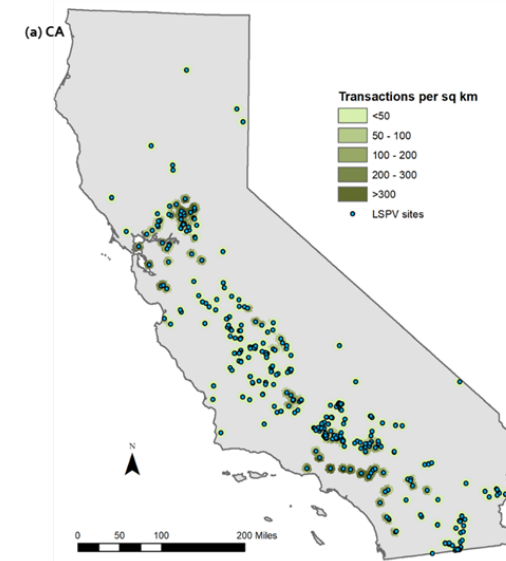 (a) CA
Transactions per sq km
<50
50 - 100
100 - 200
200 - 300
>300
LSPV sites
N
0 50 100 200 Miles